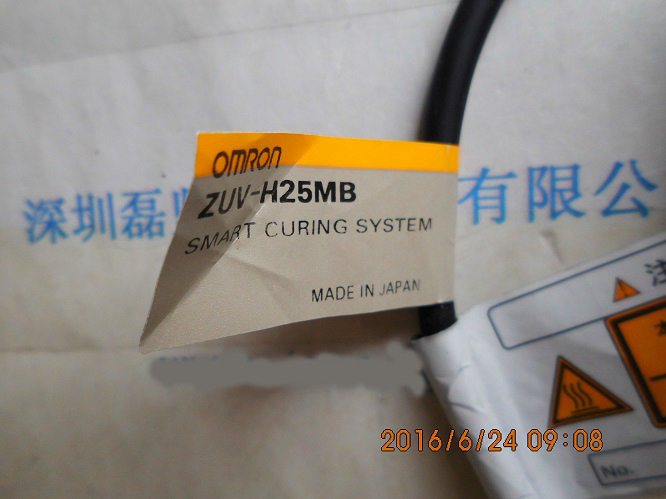 OMRON
ZUV-H25MB
SMART CURING SYSTEM
MADE IN JAPAN
深圳磊
有限公
注
No.
2016/6/24 09:08